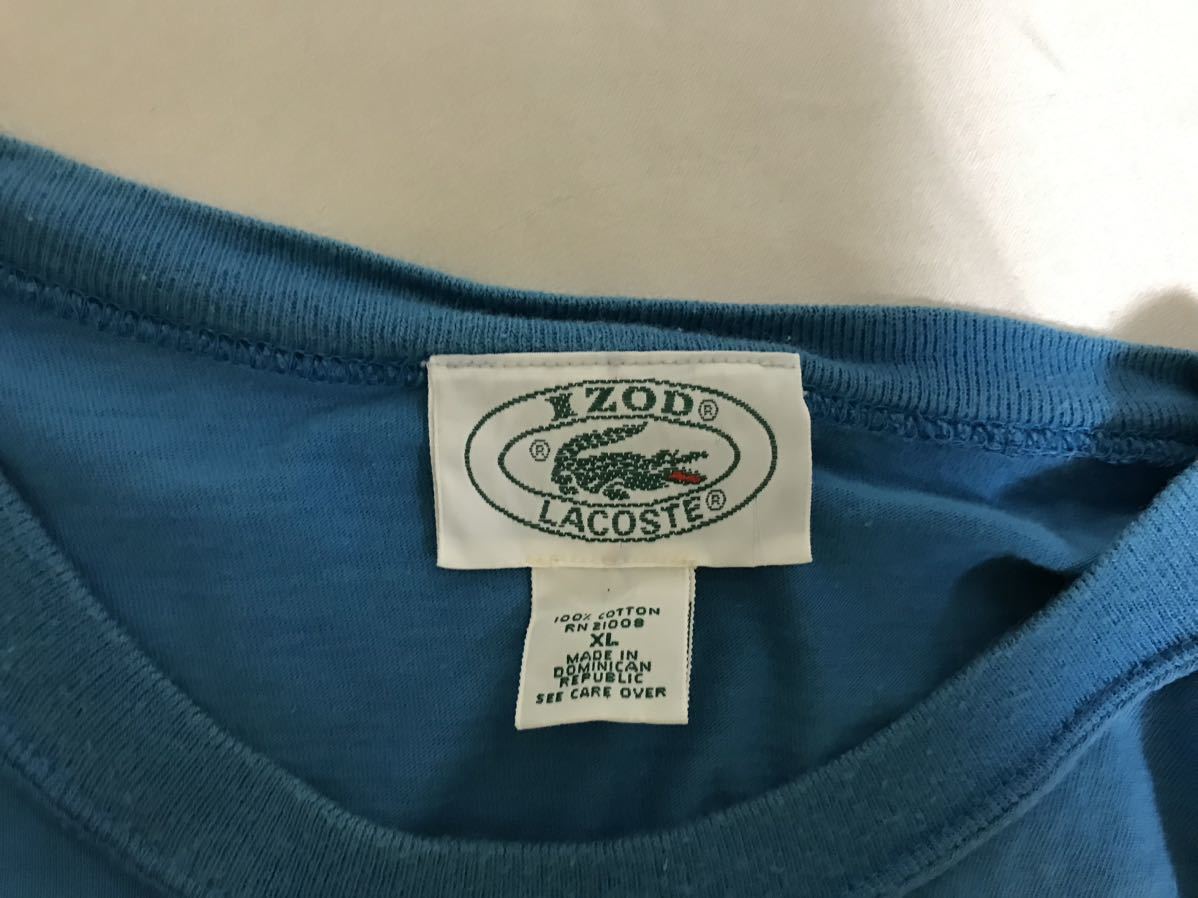 IZOD®
®
LACOSTE®
100% COTTON
RN 21008
XL
MADE IN
DOMINICAN
REPUBLIC
SEE CARE OVER